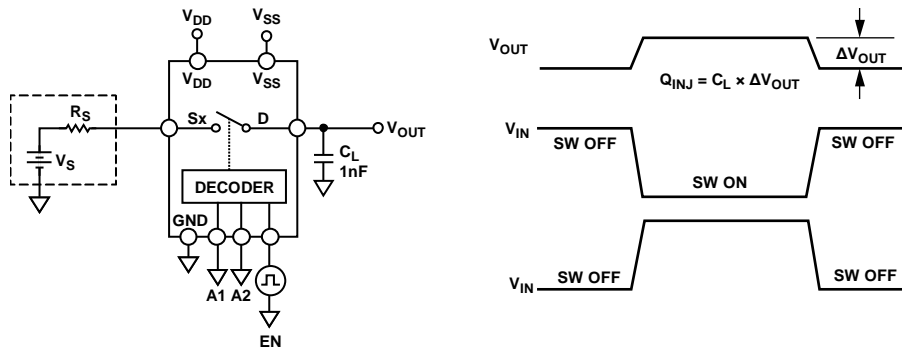 VDD
VSS
VDD
VSS
RS
VS
Sx
D
VOUT
CL
1nF
DECODER
GND
A1
A2
EN
VOUT
ΔVOUT
QINJ = CL × ΔVOUT
VIN
SW OFF
SW OFF
SW ON
VIN
SW OFF
SW OFF